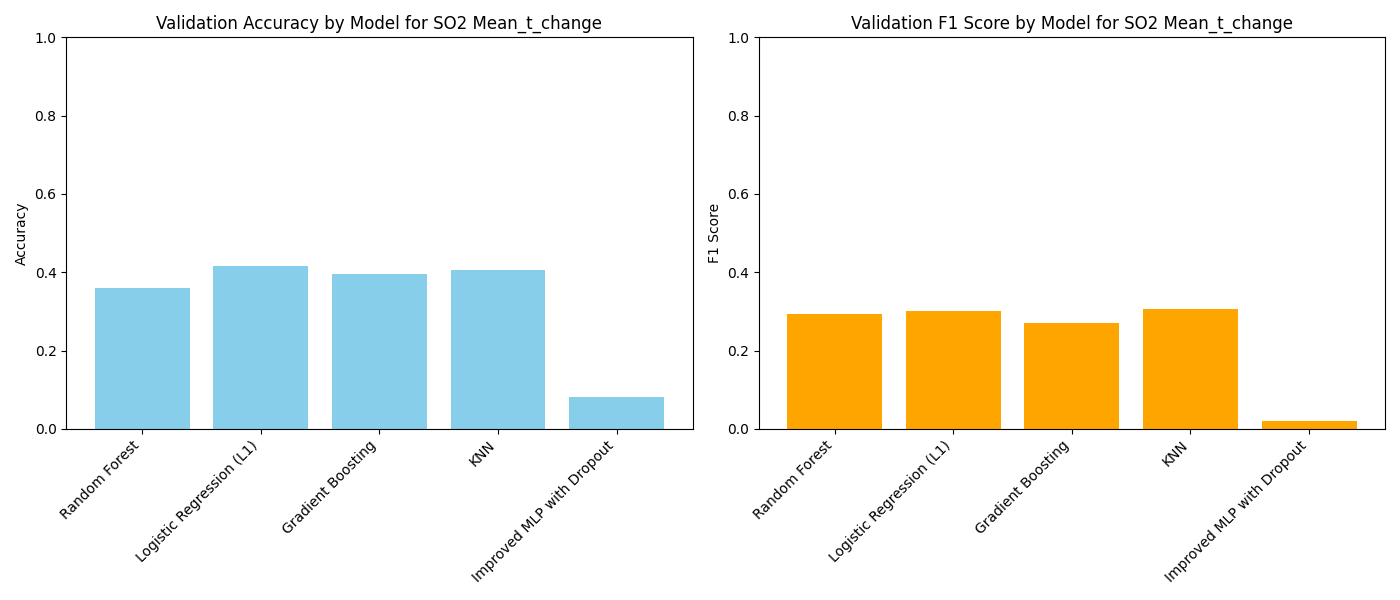 Validation Accuracy by Model for SO2 Mean_t_change
1.0
0.8
0.6
0.4
0.2
0.0
Accuracy
Random Forest
Logistic Regression (L1)
Gradient Boosting
KNN
Improved MLP with Dropout
Validation F1 Score by Model for SO2 Mean_t_change
1.0
0.8
0.6
0.4
0.2
0.0
F1 Score
Random Forest
Logistic Regression (L1)
Gradient Boosting
KNN
Improved MLP with Dropout